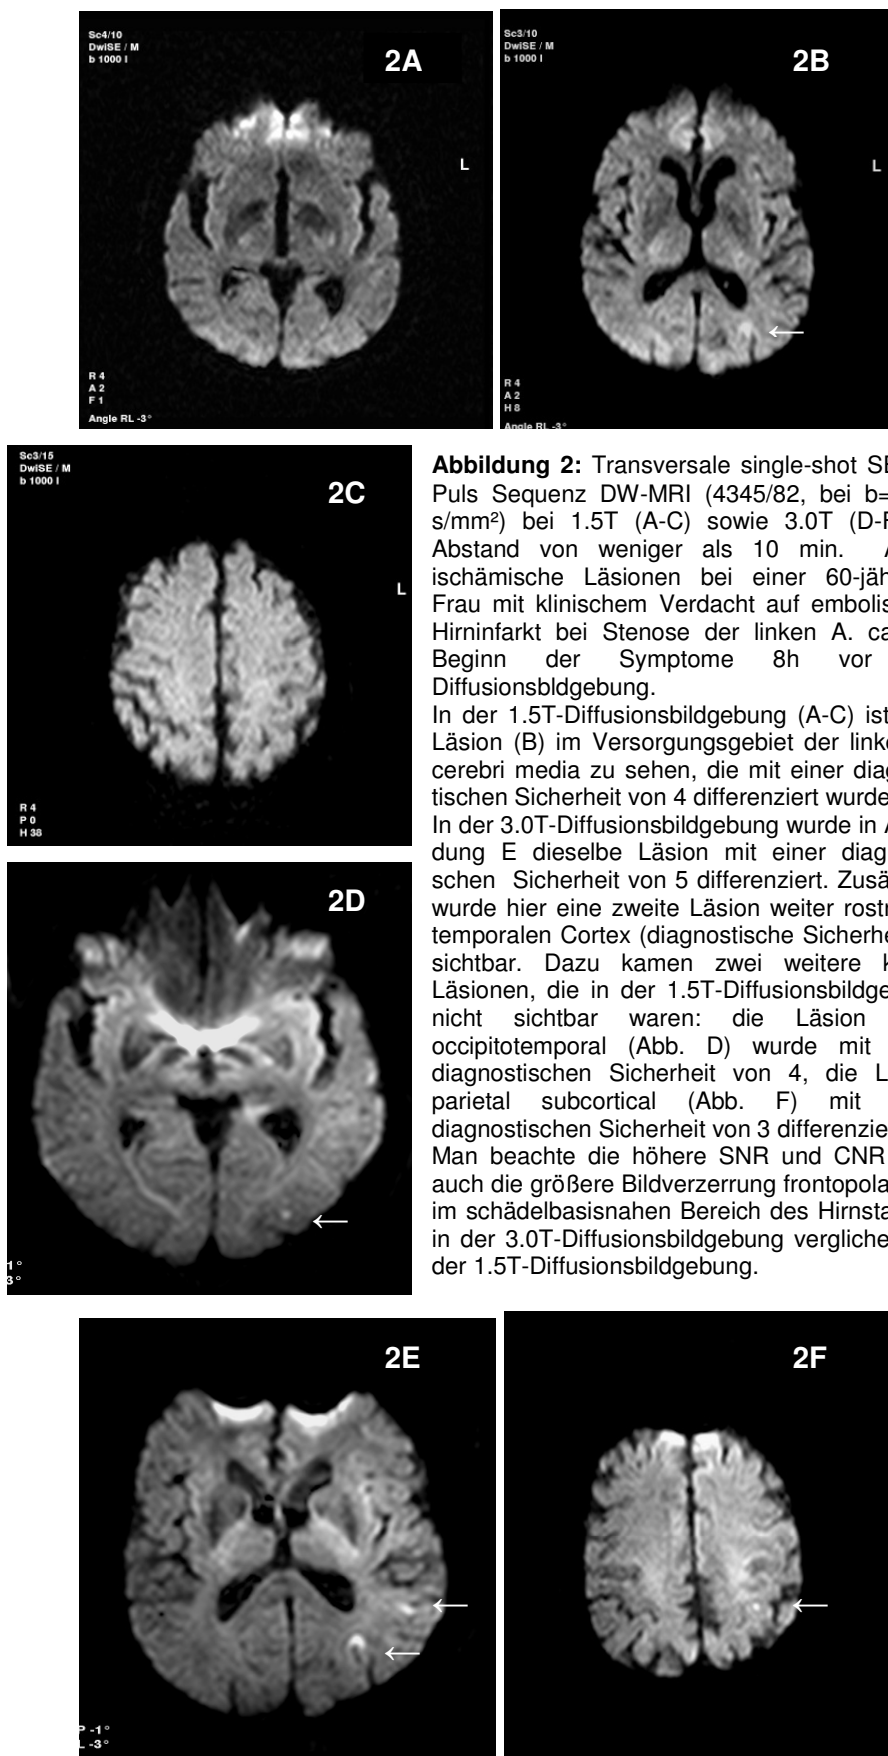 Sc4/10
DwiSE / M
b 1000 I
2A
L
R 4
A 2
F 1
Angle RL -3°
Sc3/10
DwiSE / M
b 1000 I
2B
L
R 4
A 2
H 8
Angle RL -3°
Sc3/15
DwiSE / M
b 1000 I
2C
L
R 4
P 0
H 38
Abbildung 2: Transversale single-shot SE
Puls Sequenz DW-MRI (4345/82, bei b=
s/mm²) bei 1.5T (A-C) sowie 3.0T (D-F
Abstand von weniger als 10 min. A
ischämische Läsionen bei einer 60-jäh
Frau mit klinischem Verdacht auf embolis
Hirninfarkt bei Stenose der linken A. ca
Beginn der Symptome 8h vor
Diffusionsbldgebung.
In der 1.5T-Diffusionsbildgebung (A-C) ist
Läsion (B) im Versorgungsgebiet der linke
cerebri media zu sehen, die mit einer diag
tischen Sicherheit von 4 differenziert wurde
In der 3.0T-Diffusionsbildgebung wurde in A
dung E dieselbe Läsion mit einer diag
schen Sicherheit von 5 differenziert. Zusä
wurde hier eine zweite Läsion weiter rostr
temporalen Cortex (diagnostische Sicherhe
sichtbar. Dazu kamen zwei weitere k
Läsionen, die in der 1.5T-Diffusionsbildge
nicht sichtbar waren: die Läsion
occipitotemporal (Abb. D) wurde mit
diagnostischen Sicherheit von 4, die L
parietal subcortical (Abb. F) mit
diagnostischen Sicherheit von 3 differenzie
Man beachte die höhere SNR und CNR
auch die größere Bildverzerrung frontopola
im schädelbasisnahen Bereich des Hirnsta
in der 3.0T-Diffusionsbildgebung vergliche
der 1.5T-Diffusionsbildgebung.
2D
1°
3°
2E
P -1°
L -3°
2F